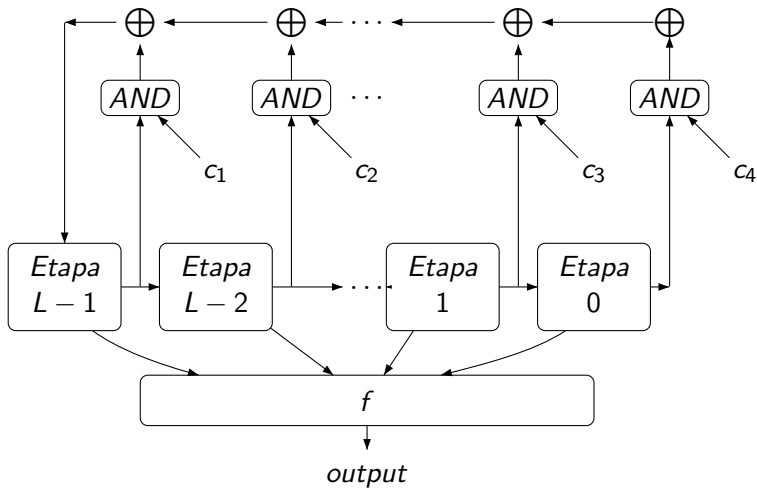 ⊕ ⊕ ··· ⊕ ⊕
AND AND ··· AND AND
c₁ c₂ c₃ c₄
Etapa Etapa Etapa Etapa
L − 1 L − 2 ··· 1 0
f
output